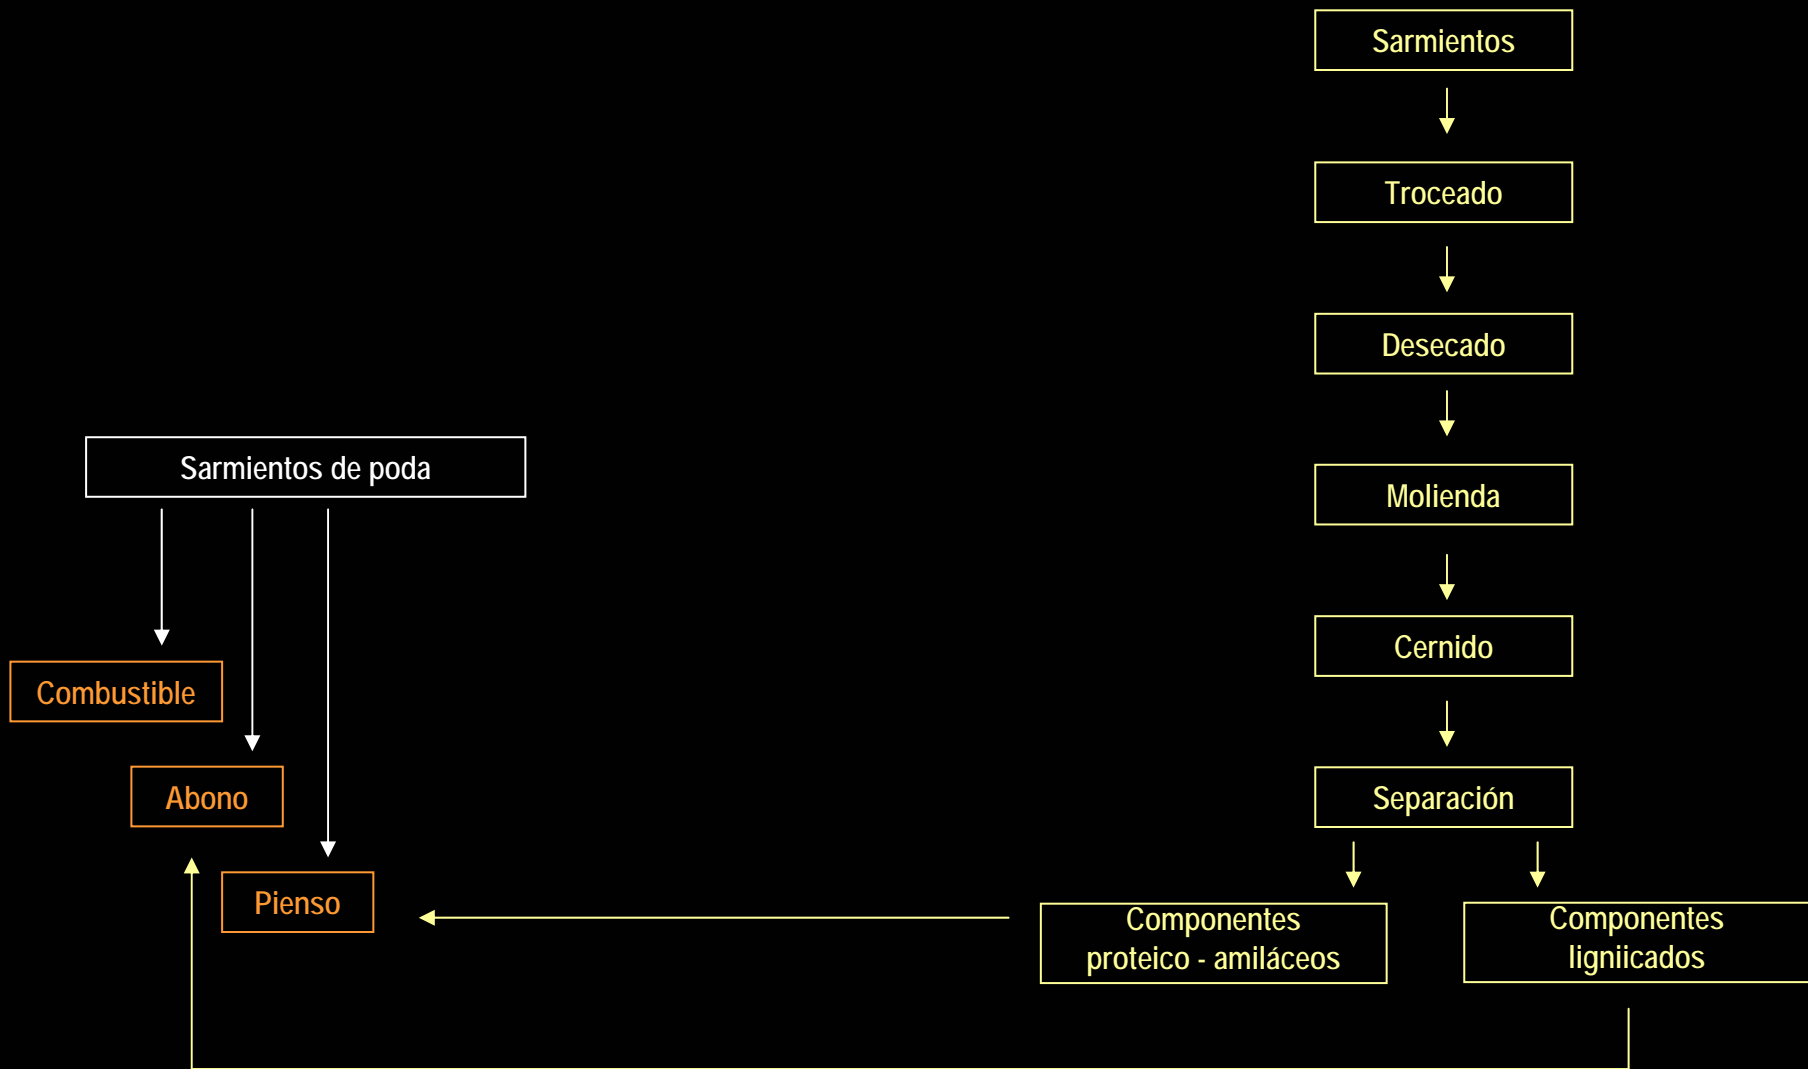 Sarmientos
Troceado
Desecado
Molienda
Cernido
Separación
Componentes
proteico - amiláceos
Componentes
ligniicados
Sarmientos de poda
Combustible
Abono
Pienso